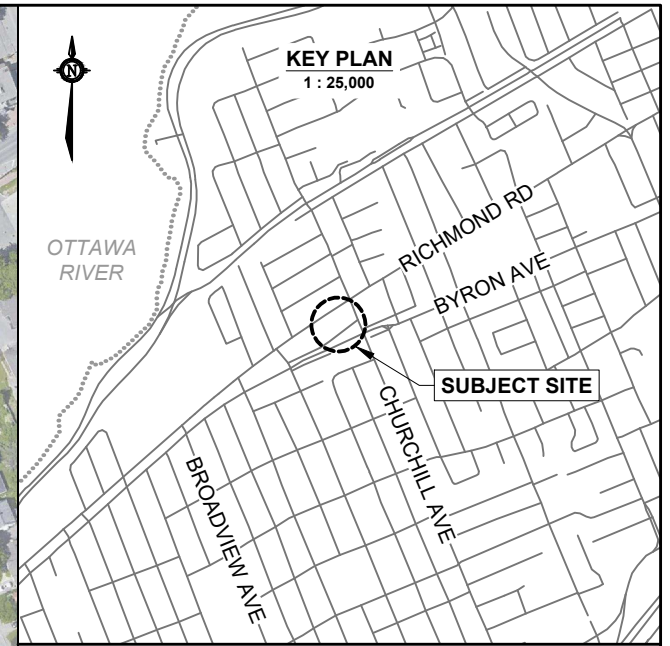 KEY PLAN
1 : 25,000
N
OTTAWA
RIVER
RICHMOND RD
BYRON AVE
SUBJECT SITE
CHURCHILL AVE
BROADVIEW AVE